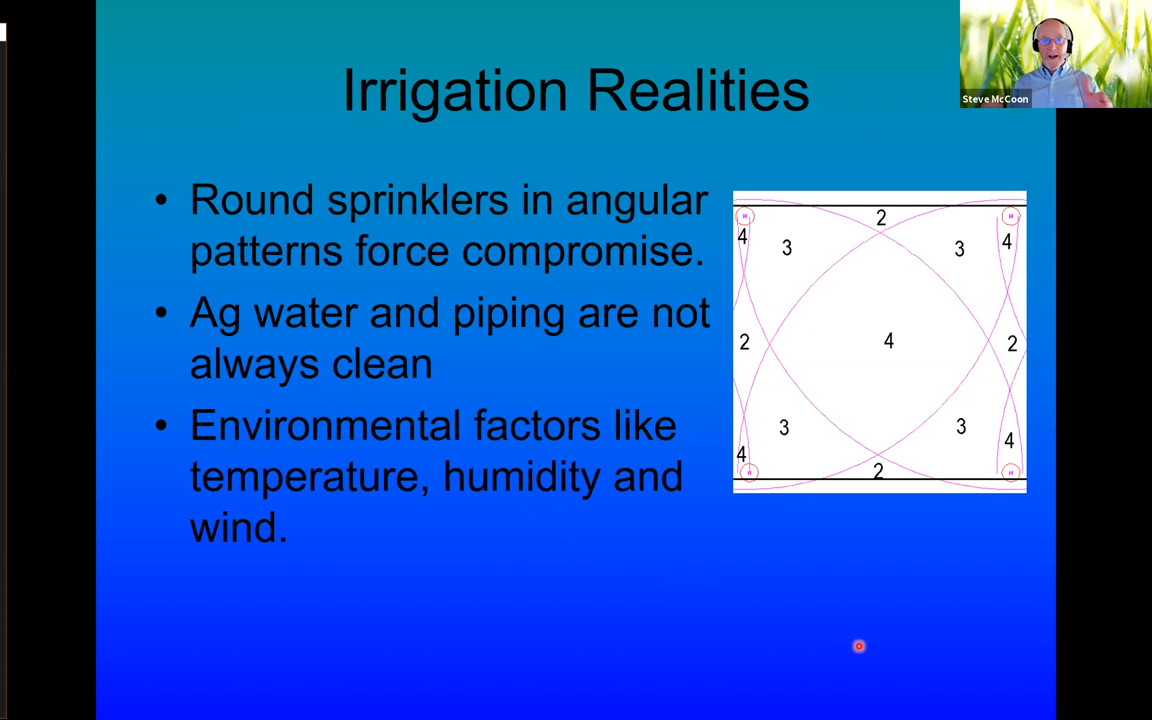 Irrigation Realities
Steve McCoon
• Round sprinklers in angular
patterns force compromise.
• Ag water and piping are not
always clean
• Environmental factors like
temperature, humidity and
wind.
H 2 H
4 3 3 4
2 4 2
3 3 4
4 H 2 H